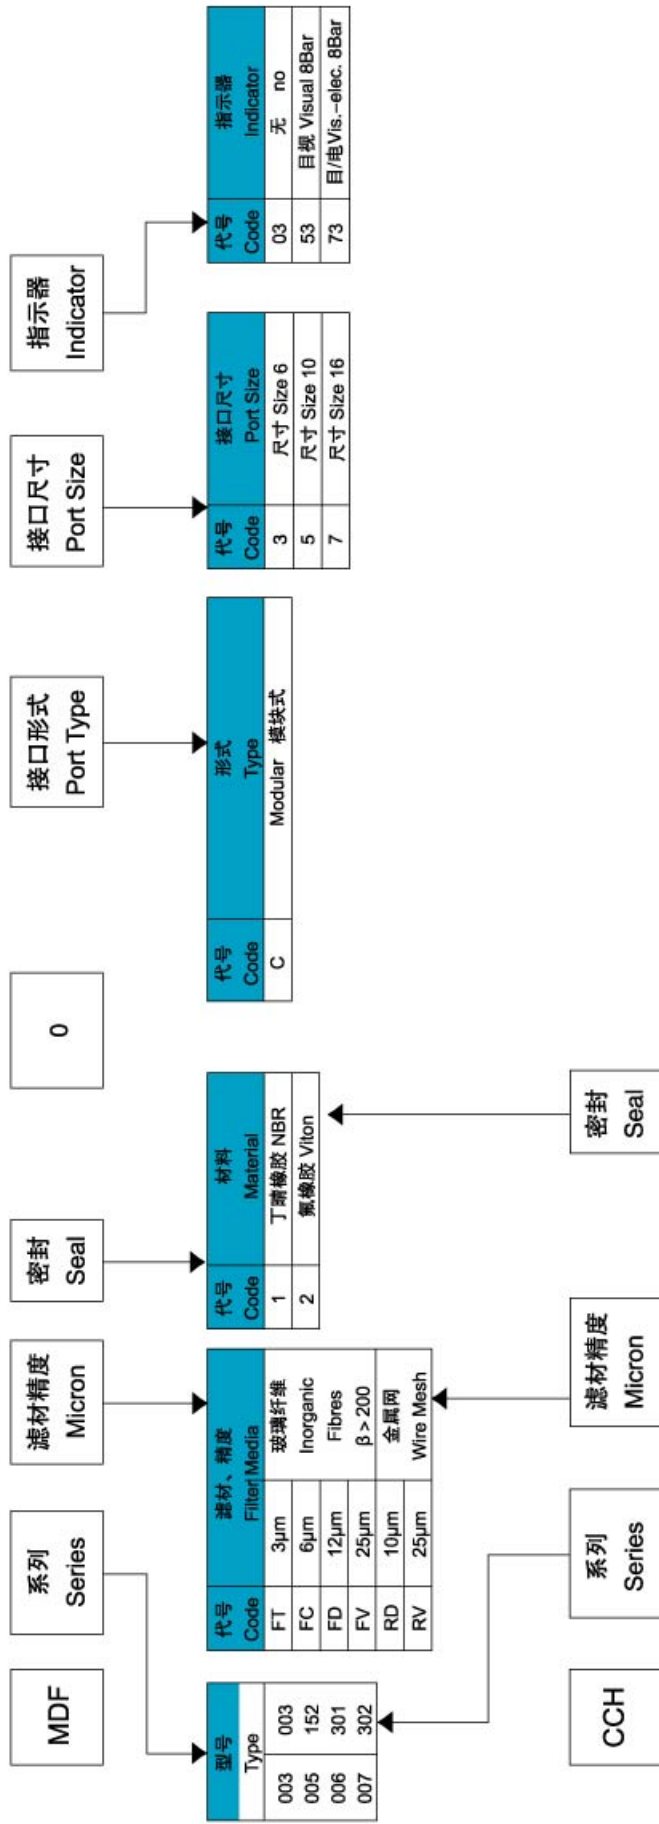 MDF
系列
Series
滤材精度
Micron
密封
Seal
0
接口形式
Port Type
接口尺寸
Port Size
指示器
Indicator
型号
Type
003 003
005 152
006 301
007 302
代号 滤材、精度
Code Filter Media
FT 3μm 玻璃纤维
FC 6μm Inorganic
FD 12μm Fibres
FV 25μm β>200
RD 10μm 金属网
RV 25μm Wire Mesh
代号 材料
Code Material
1 丁晴橡胶 NBR
2 氟橡胶 Viton
代号 形式
Code Type
C Modular 模块式
代号 接口尺寸
Code Port Size
3 尺寸 Size 6
5 尺寸 Size 10
7 尺寸 Size 16
代号 指示器
Code Indicator
03 无 no
53 目视 Visual 8Bar
73 目/电Vis.-elec. 8Bar
CCH
系列
Series
滤材精度
Micron
密封
Seal